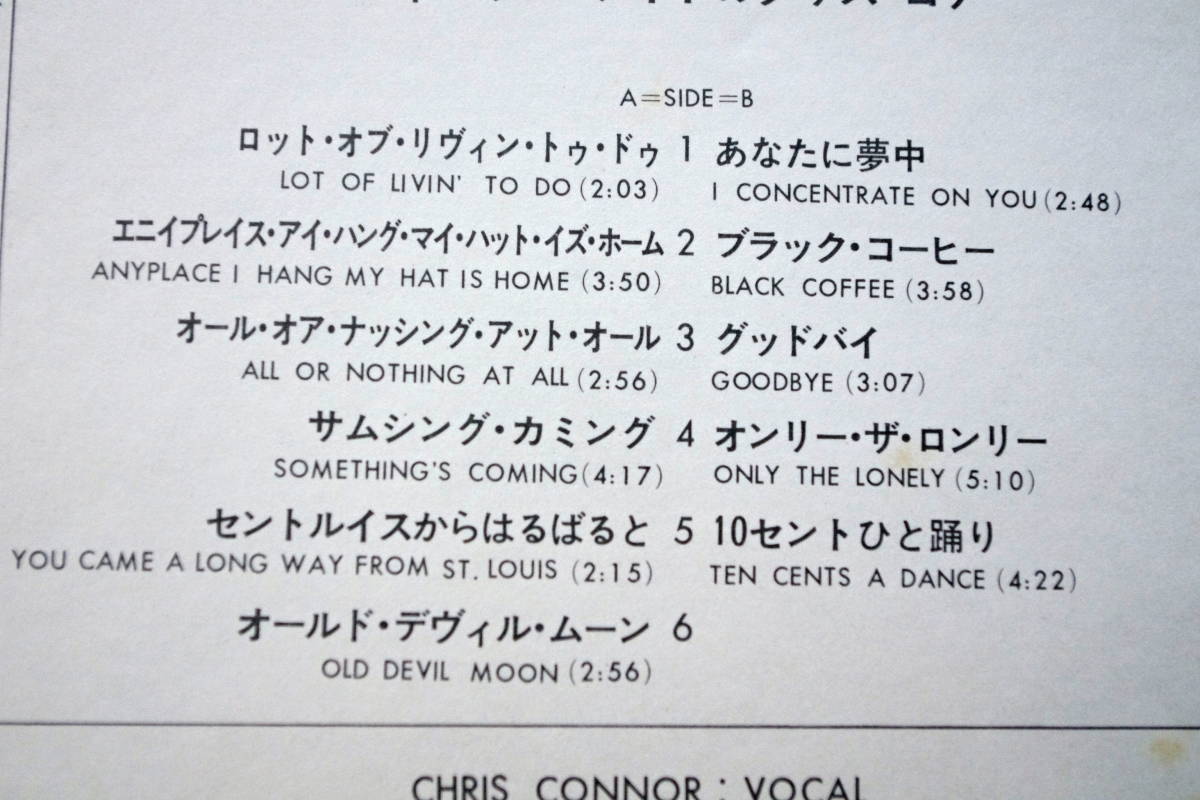 A=SIDE=B
ロット・オブ・リヴィン・トゥ・ドゥ 1 あなたに夢中
LOT OF LIVIN' TO DO (2:03) I CONCENTRATE ON YOU (2:48)
エニイプレイス・アイ・ハング・マイ・ハット・イズ・ホーム 2 ブラック・コーヒー
ANYPLACE I HANG MY HAT IS HOME (3:50) BLACK COFFEE (3:58)
オール・オア・ナッシング・アット・オール 3 グッドバイ
ALL OR NOTHING AT ALL (2:56) GOODBYE (3:07)
サムシング・カミング 4 オンリー・ザ・ロンリー
SOMETHING'S COMING (4:17) ONLY THE LONELY (5:10)
セントルイスからはるばると 5 10セントひと踊り
YOU CAME A LONG WAY FROM ST. LOUIS (2:15) TEN CENTS A DANCE (4:22)
オールド・デヴィル・ムーン 6
OLD DEVIL MOON (2:56)
CHRIS CONNOR : VOCAL